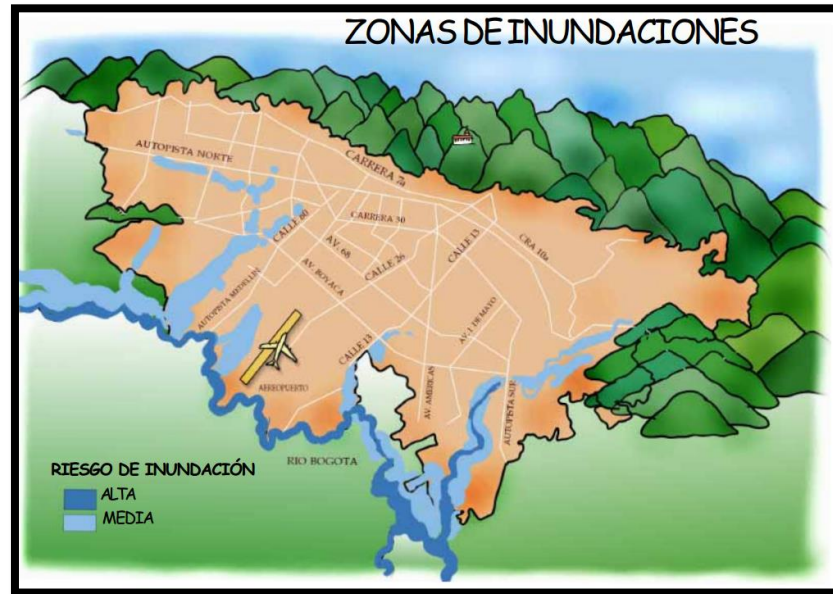 ZONAS DE INUNDACIONES
AUTOPISTA NORTE
CARRERA 7a
CARRERA 30
CALLE 80
AV. 68
CALLE 26
CALLE 13
CRA 10a
AV. BOYACA
AUTOPISTA MEDELLIN
CALLE 13
AV. 1 DE MAYO
AEREOPUERTO
AV. AMERICAS
AUTOPISTA SUR
RIO BOGOTA
RIESGO DE INUNDACIÓN
ALTA
MEDIA